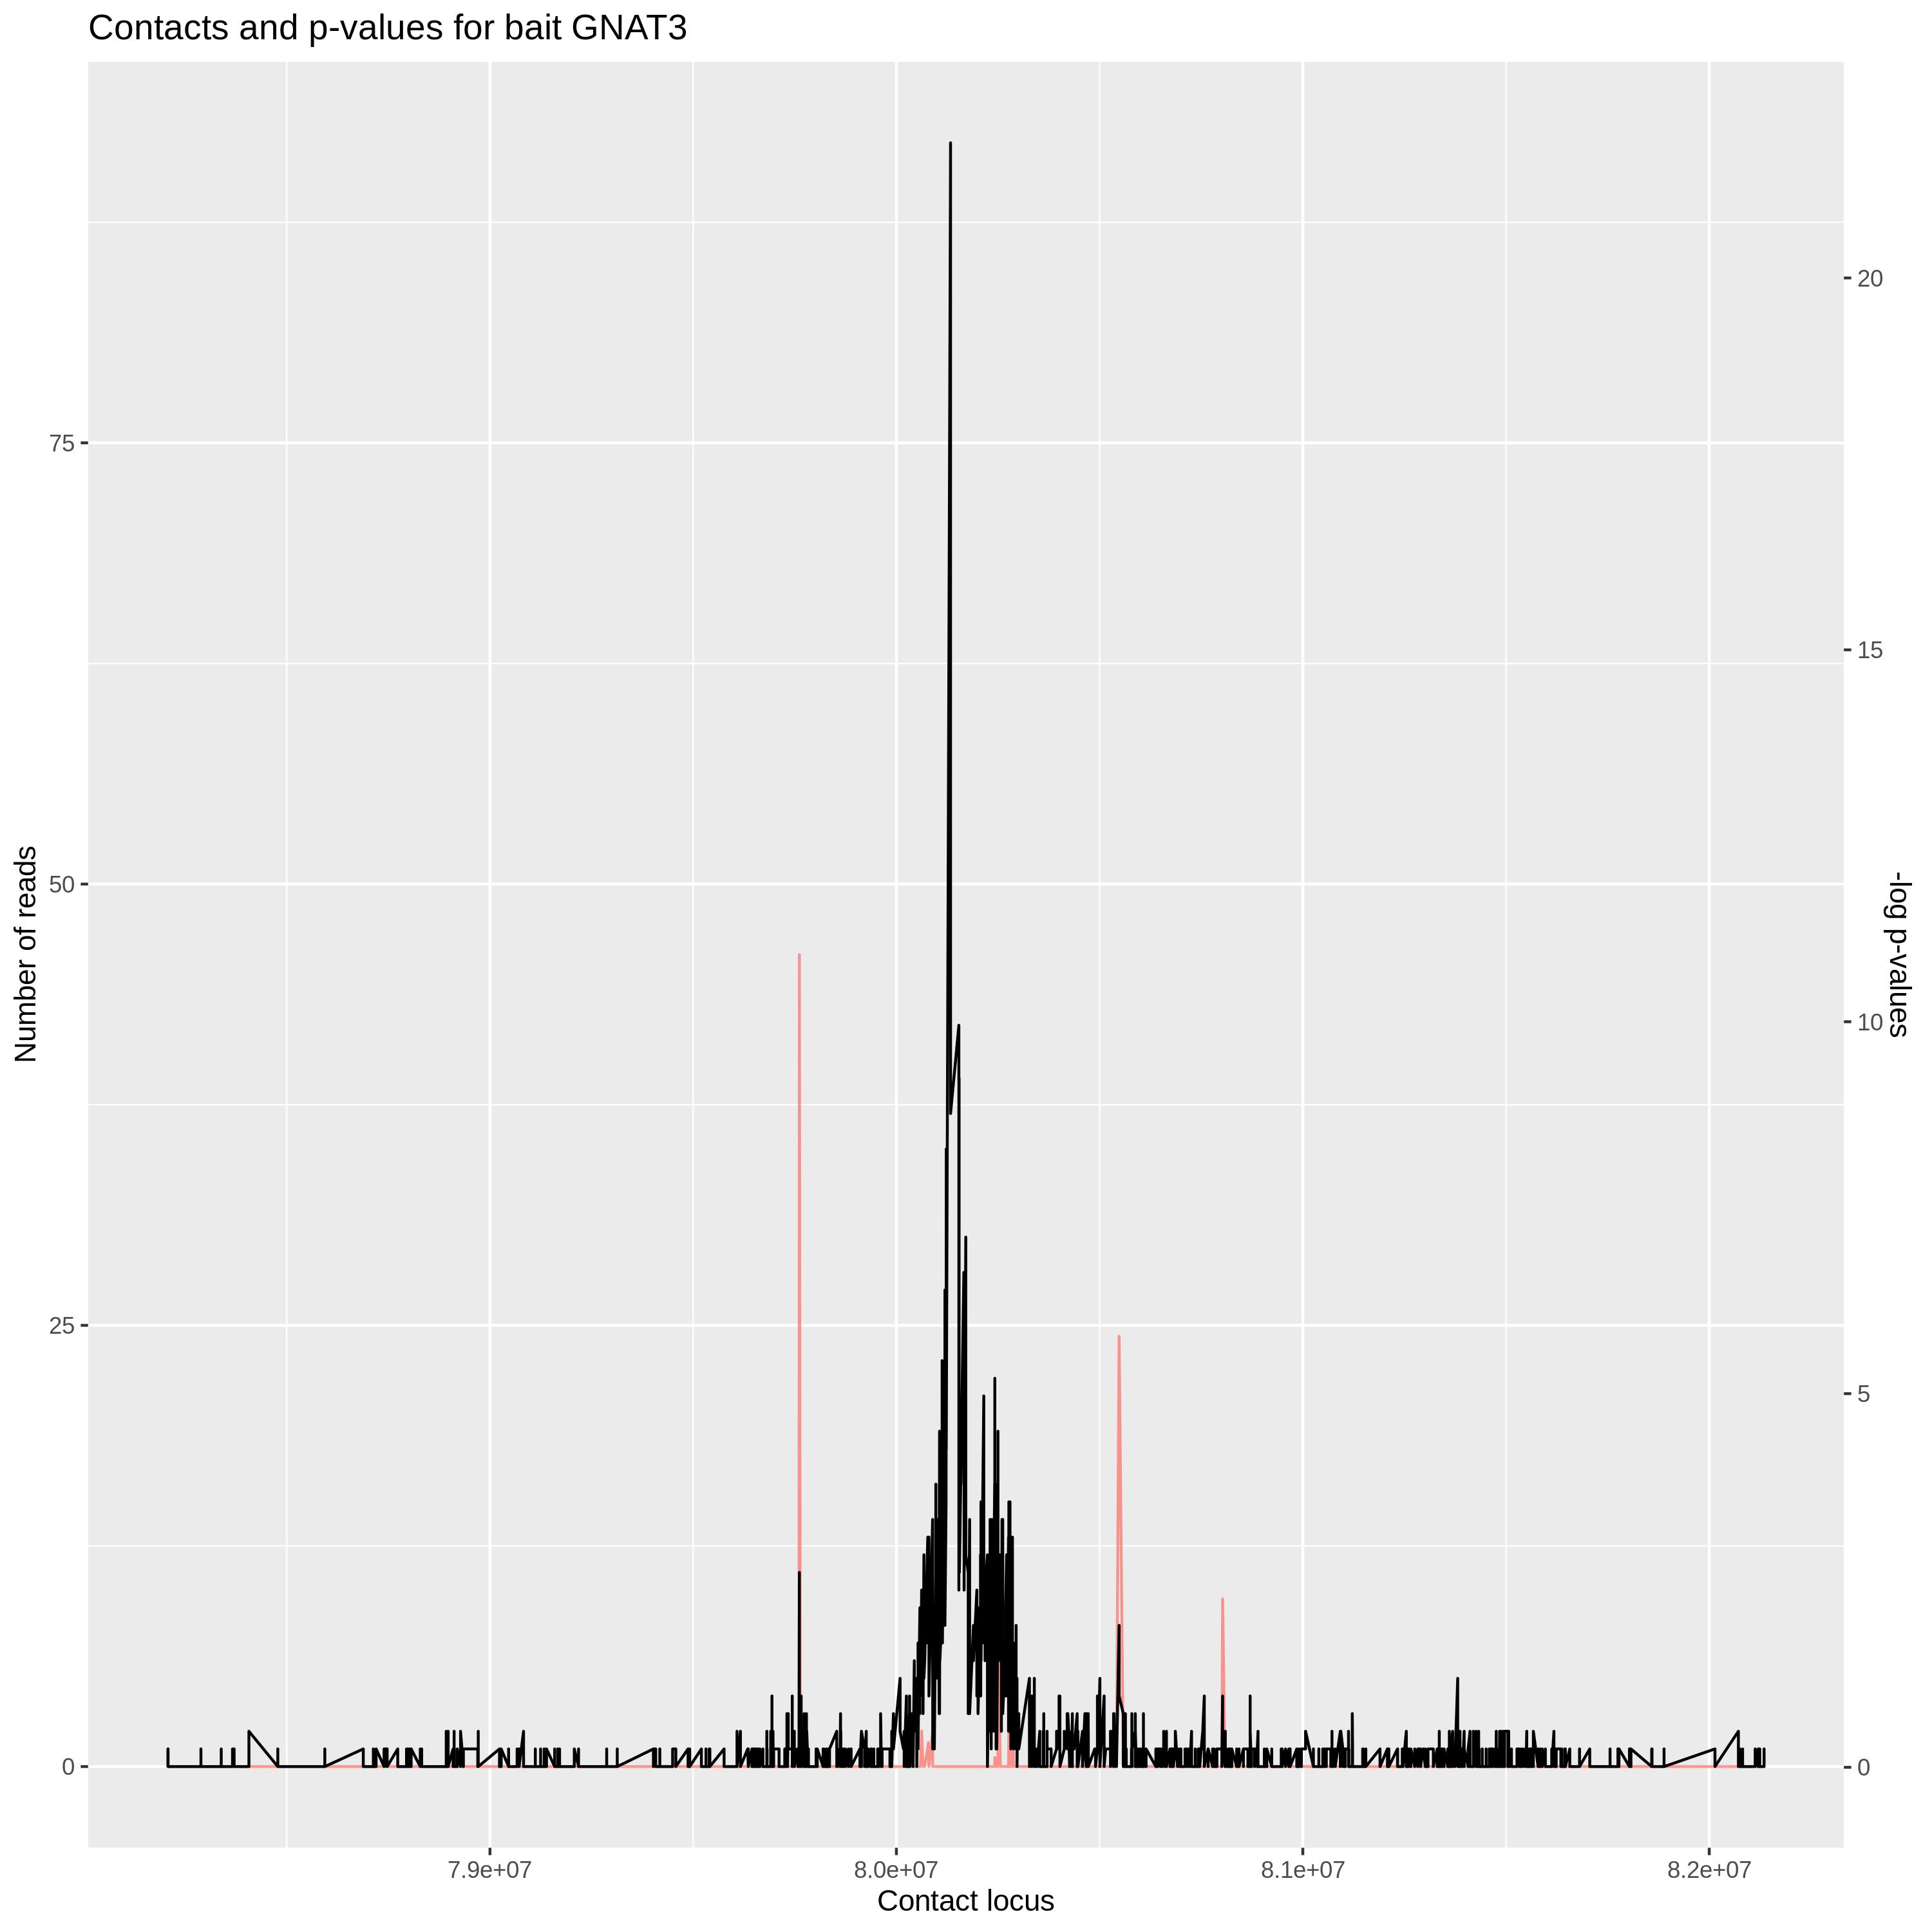 Contacts and p-values for bait GNAT3
Number of reads
75
50
25
0
20
15
10
5
0
-log p-values
7.9e+07
8.0e+07
8.1e+07
8.2e+07
Contact locus